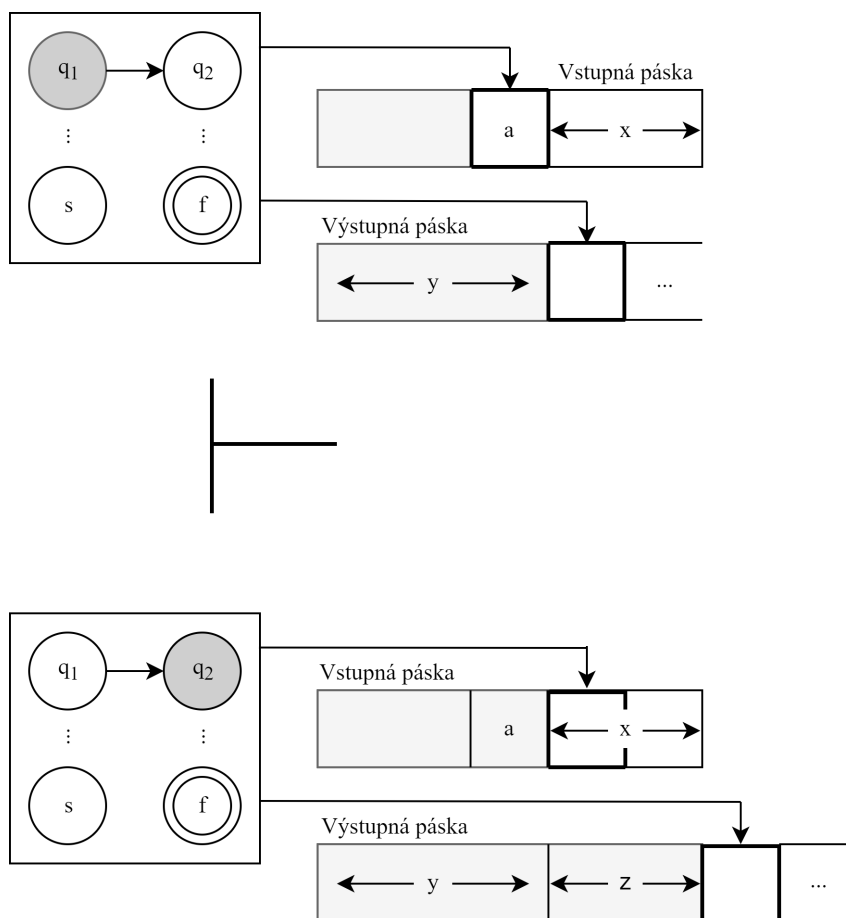 q₁ q₂
Vstupná páska
a x
⋮ ⋮
s f
Výstupná páska
y ...
q₁ q₂
Vstupná páska
a x
⋮ ⋮
s f
Výstupná páska
y z ...